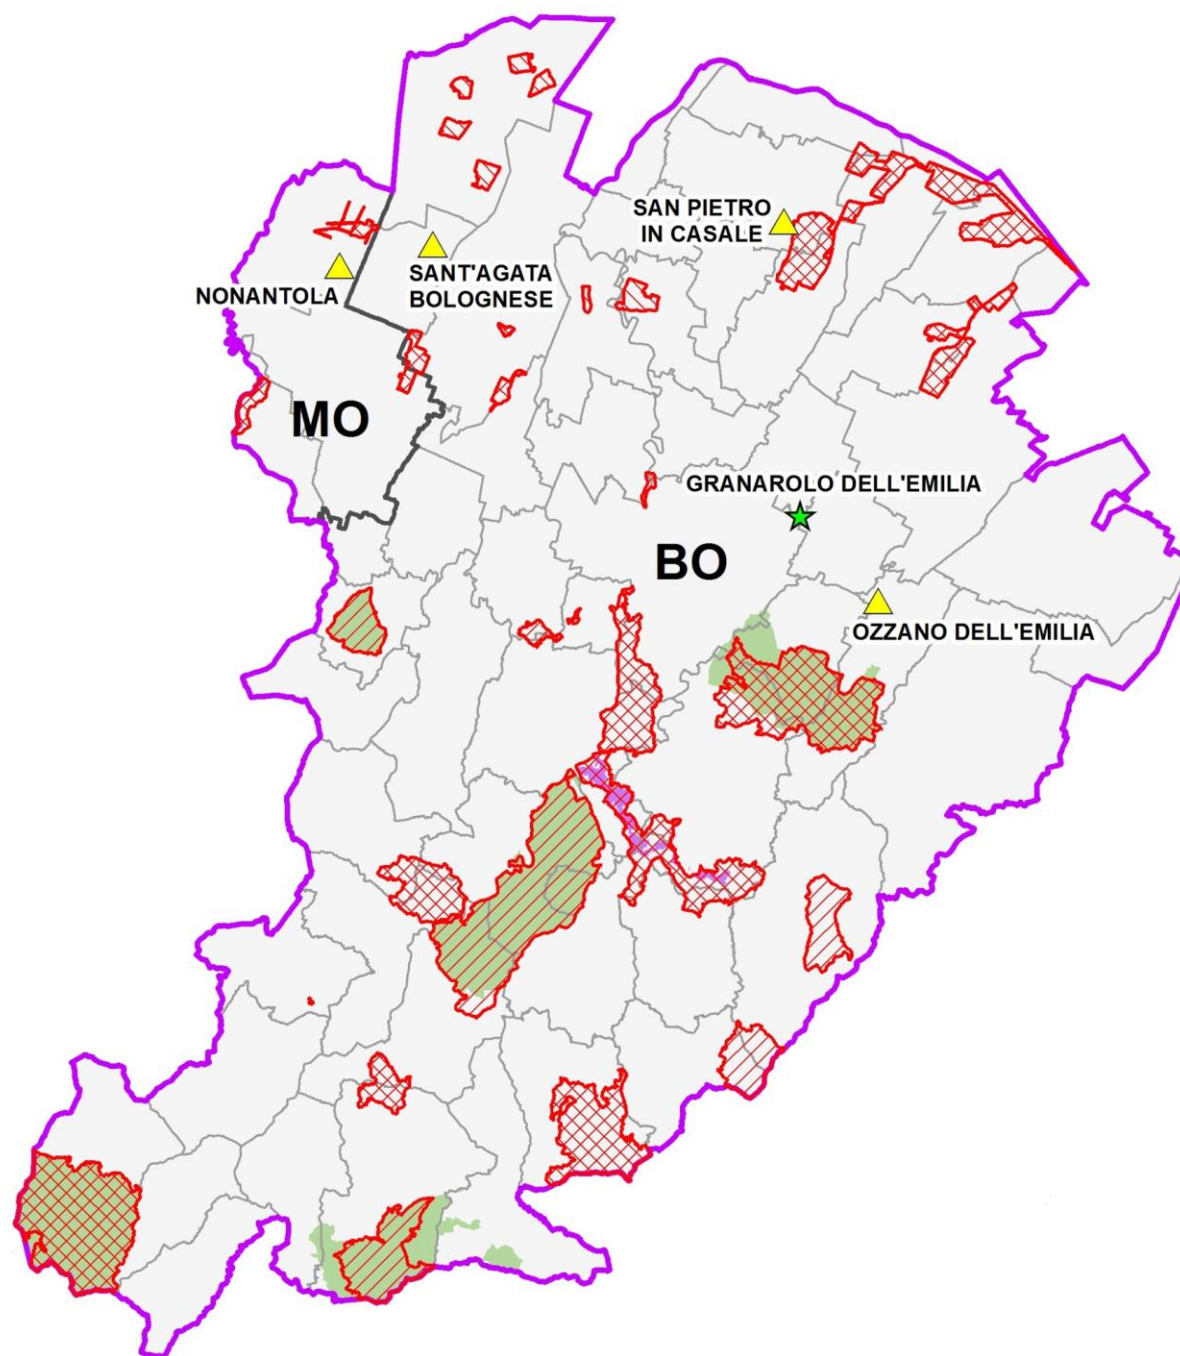 SAN PIETRO
IN CASALE
SANT'AGATA
BOLOGNESE
NONANTOLA
MO
GRANAROLO DELL'EMILIA
BO
OZZANO DELL'EMILIA